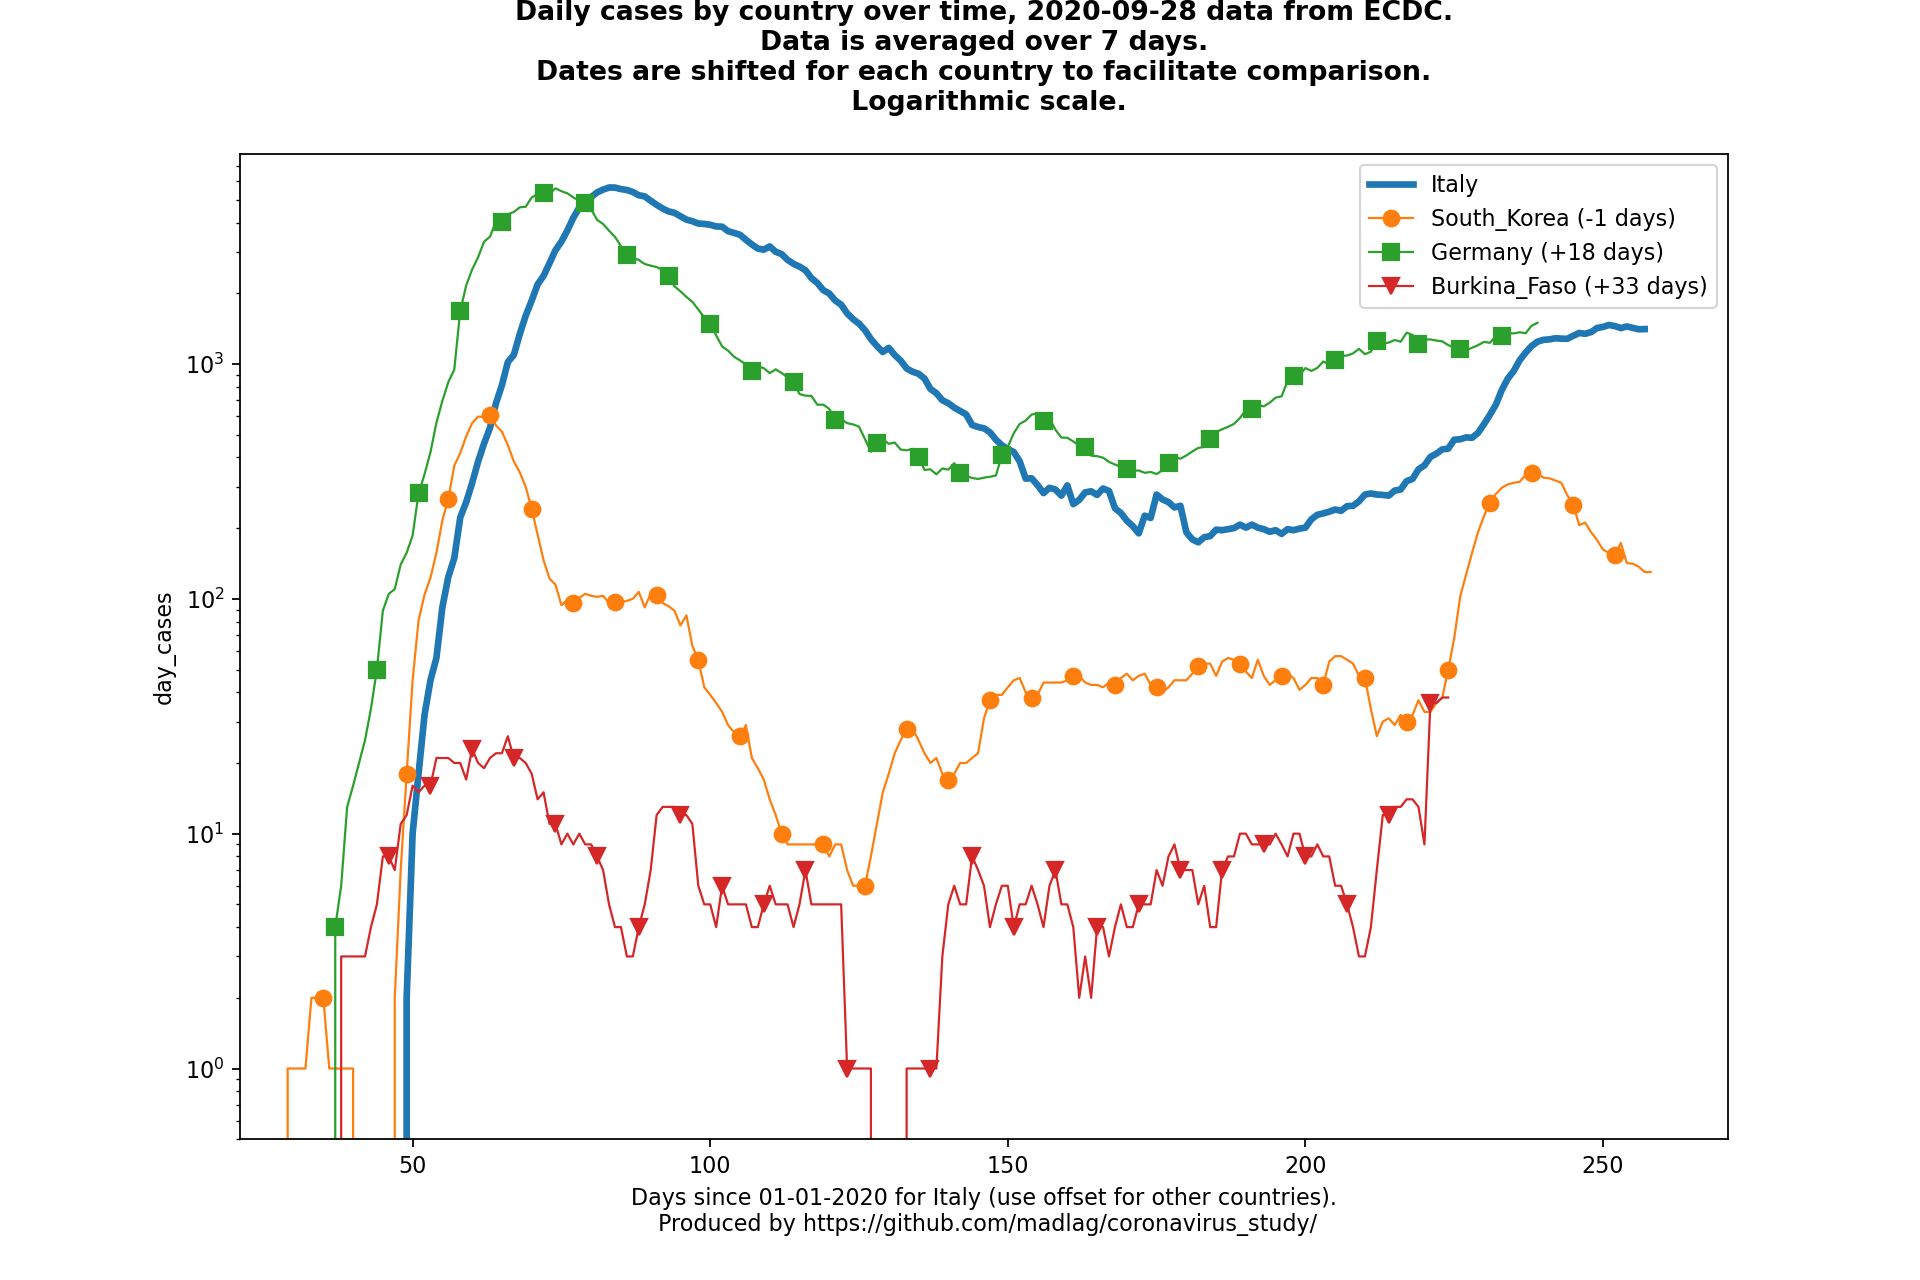 Daily cases by country over time, 2020-09-28 data from ECDC.
Data is averaged over 7 days.
Dates are shifted for each country to facilitate comparison.
Logarithmic scale.
Italy
South_Korea (-1 days)
Germany (+18 days)
Burkina_Faso (+33 days)
10³
10²
10¹
10⁰
day_cases
50 100 150 200 250
Days since 01-01-2020 for Italy (use offset for other countries).
Produced by https://github.com/madlag/coronavirus_study/